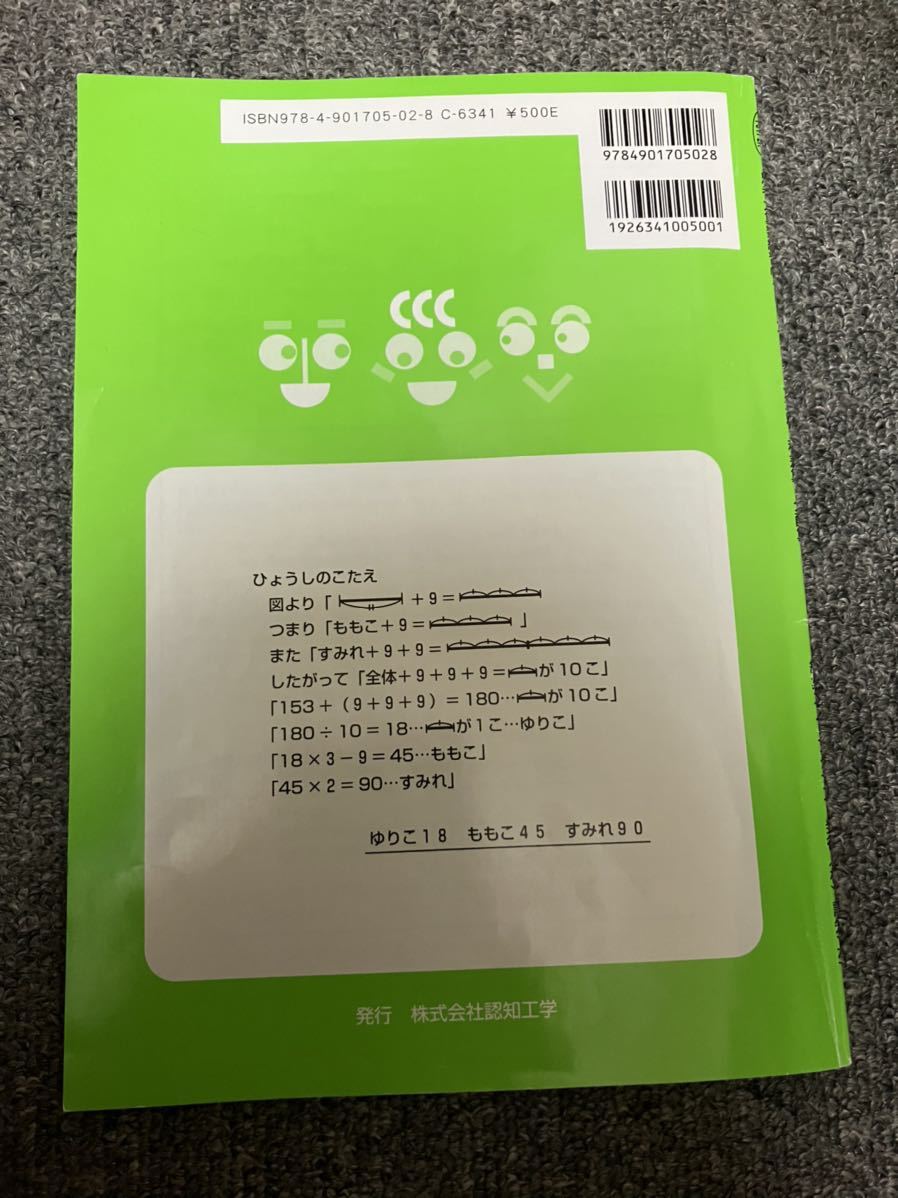 ISBN978-4-901705-02-8 C-6341 ¥500E
9784901705028
1926341005001
ひょうしのこたえ
図より「 +9=
つまり「ももこ+9= 」
また「すみれ+9+9=
したがって「全体+9+9+9= が10こ」
「153+(9+9+9)=180… が10こ」
「180÷10=18… が1こ…ゆりこ」
「18×3-9=45…ももこ」
「45×2=90…すみれ」
ゆりこ18 ももこ45 すみれ90
発行 株式会社認知工学